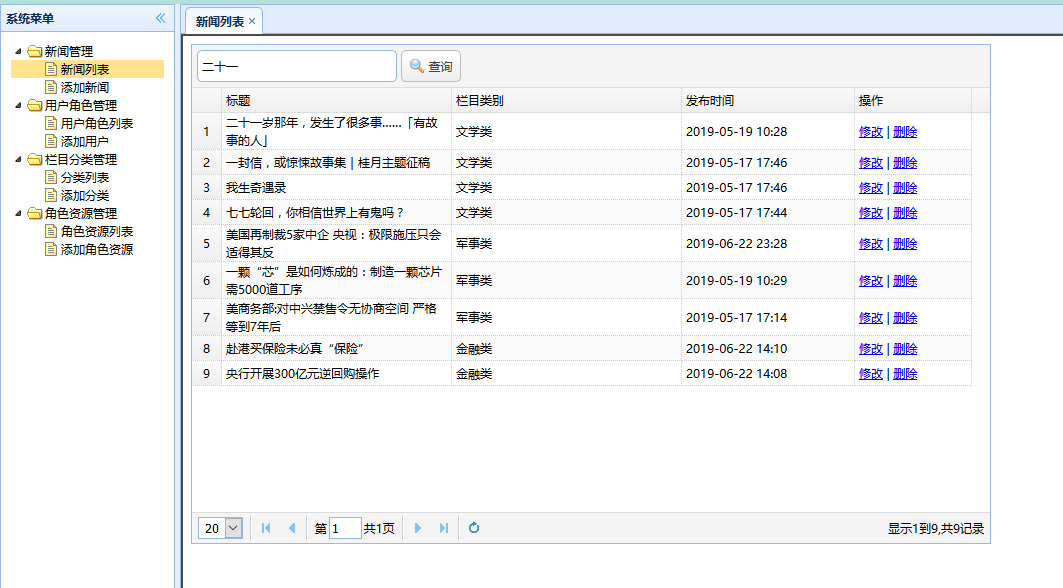 系统菜单
新闻管理
新闻列表
添加新闻
用户角色管理
用户角色列表
添加用户
栏目分类管理
分类列表
添加分类
角色资源管理
角色资源列表
添加角色资源
新闻列表
二十一 查询
标题 栏目类别 发布时间 操作
1 二十一岁那年，发生了很多事……「有故
事的人」 文学类 2019-05-19 10:28 修改 | 删除
2 一封信，或惊悚故事集 | 桂月主题征稿 文学类 2019-05-17 17:46 修改 | 删除
3 我生奇遇录 文学类 2019-05-17 17:46 修改 | 删除
4 七七轮回，你相信世界上有鬼吗？ 文学类 2019-05-17 17:44 修改 | 删除
5 美国再制裁5家中企 央视：极限施压只会
适得其反 军事类 2019-06-22 23:28 修改 | 删除
6 一颗“芯”是如何炼成的：制造一颗芯片
需5000道工序 军事类 2019-05-19 10:29 修改 | 删除
7 美商务部:对中兴禁售令无协商空间 严格
等到7年后 军事类 2019-05-17 17:14 修改 | 删除
8 赴港买保险未必真“保险” 金融类 2019-06-22 14:10 修改 | 删除
9 央行开展300亿元逆回购操作 金融类 2019-06-22 14:08 修改 | 删除
20 第 1 共1页 显示1到9,共9记录